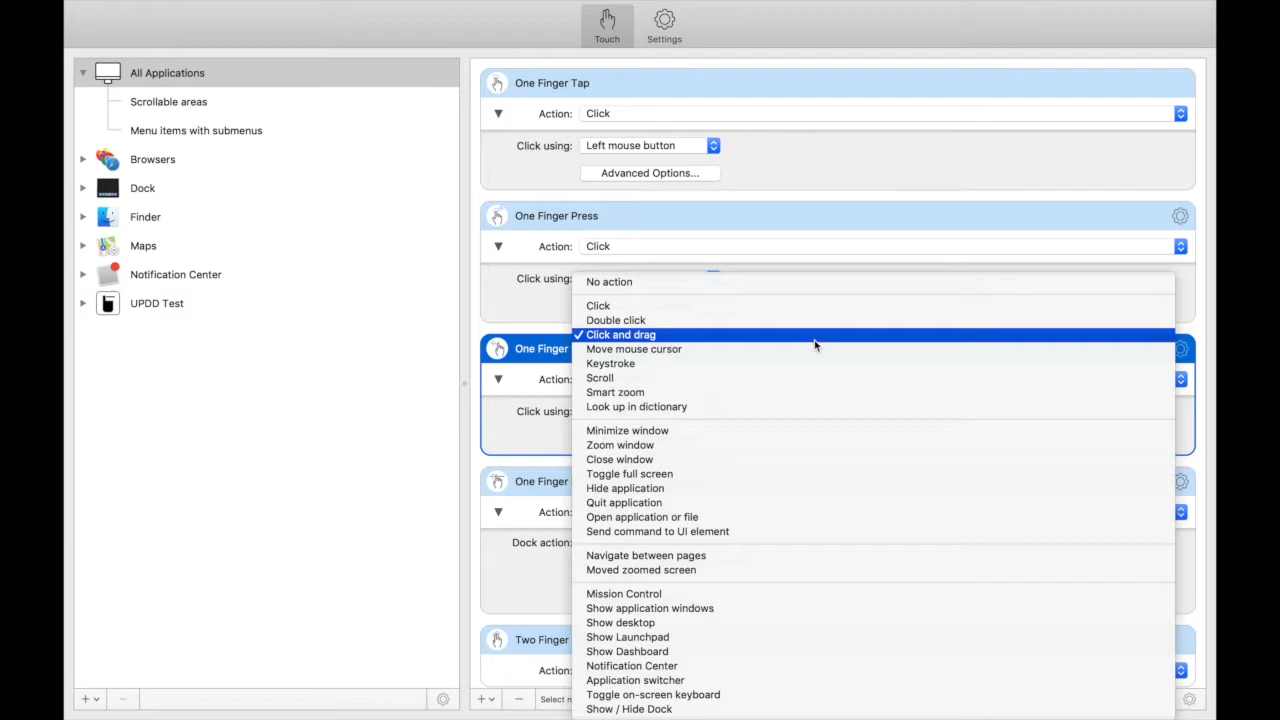 Touch
Settings
All Applications
Scrollable areas
Menu items with submenus
Browsers
Dock
Finder
Maps
Notification Center
UPDD Test
One Finger Tap
Action: Click
Click using: Left mouse button
Advanced Options...
One Finger Press
Action: Click
Click using:
One Finger
Action:
Click using:
One Finger
Action:
Dock action:
Two Finger
Action:
Select
No action
Click
Double click
✓ Click and drag
Move mouse cursor
Keystroke
Scroll
Smart zoom
Look up in dictionary
Minimize window
Zoom window
Close window
Toggle full screen
Hide application
Quit application
Open application or file
Send command to UI element
Navigate between pages
Moved zoomed screen
Mission Control
Show application windows
Show desktop
Show Launchpad
Show Dashboard
Notification Center
Application switcher
Toggle on-screen keyboard
Show / Hide Dock